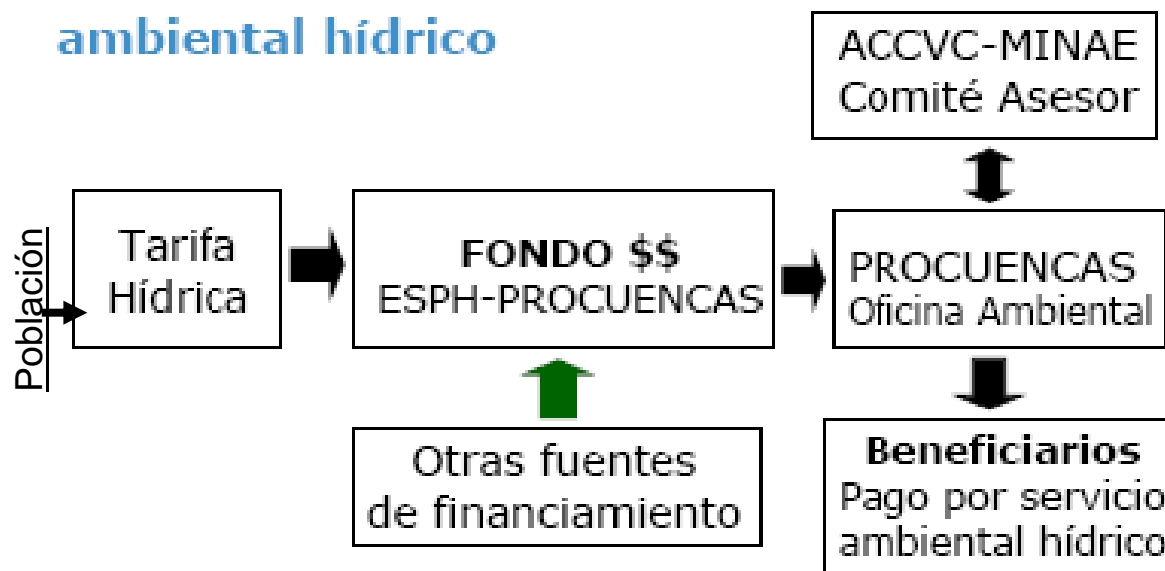 ambiental hídrico
ACCVC-MINAE
Comité Asesor
Población
Tarifa
Hídrica
FONDO $$
ESPH-PROCUENCAS
PROCUENCAS
Oficina Ambiental
Otras fuentes
de financiamiento
Beneficiarios
Pago por servicio
ambiental hídrico